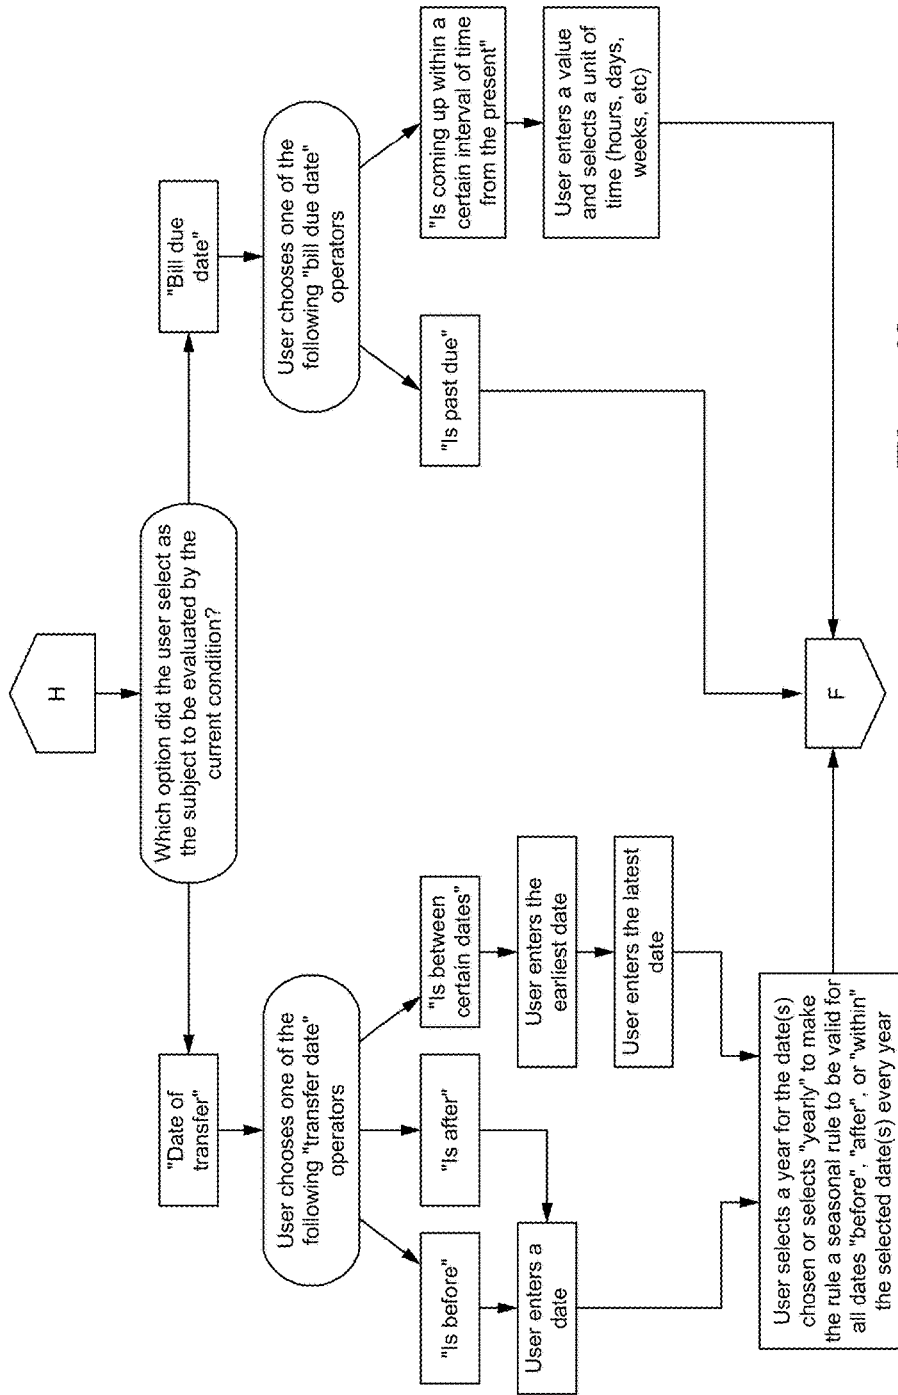 H
Which option did the user select as
the subject to be evaluated by the
current condition?
"Date of
transfer"
"Bill due
date"
User chooses one of the
following "transfer date"
operators
User chooses one of the
following "bill due date"
operators
"Is before"
"Is after"
"Is between
certain dates"
"Is past due"
"Is coming up within a
certain interval of time
from the present"
User enters a
date
User enters the
earliest date
User enters the latest
date
User enters a value
and selects a unit of
time (hours, days,
weeks, etc)
User selects a year for the date(s)
chosen or selects "yearly" to make
the rule a seasonal rule to be valid for
all dates "before", "after", or "within"
the selected date(s) every year
F